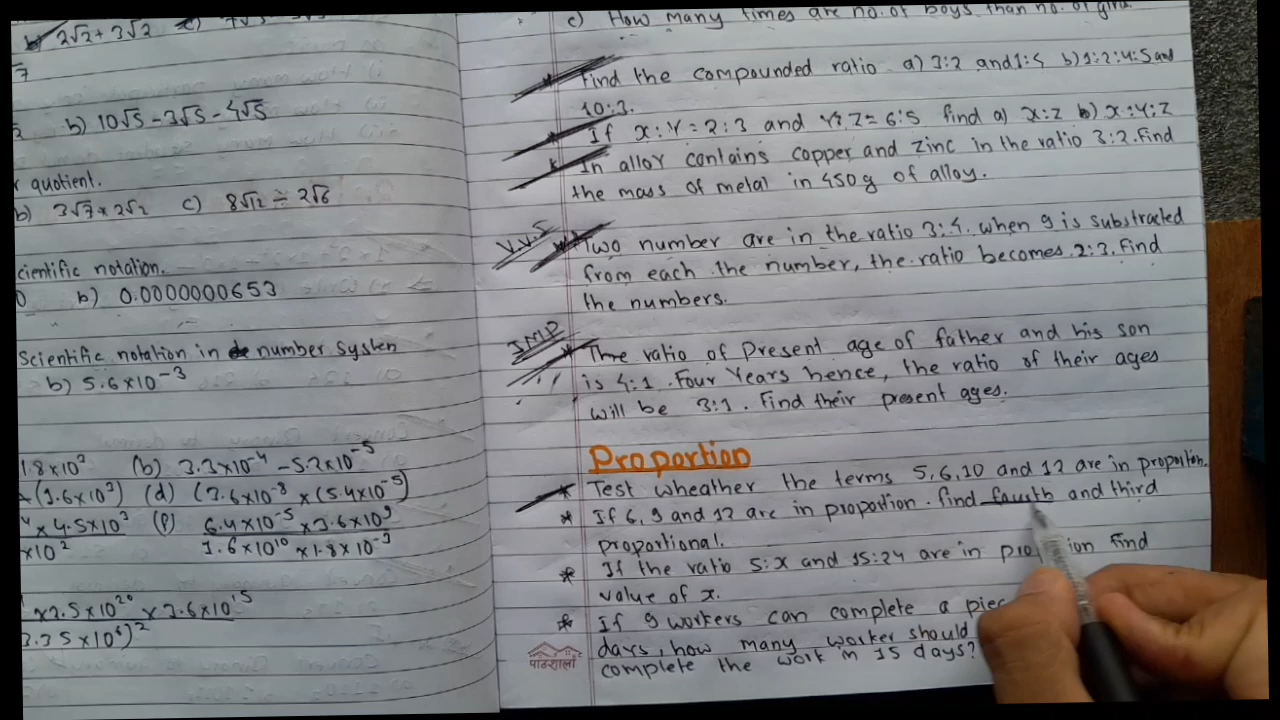 b) 2√2 + 3√2 c)
b) 10√5 - 3√5 - 4√5
quotient.
b) 3√7 × 2√2 c) 8√12 ÷ 2√6
cientific notation.
b) 0.0000000653
Scientific notation in number system
b) 5.6×10⁻³
(b) 3.3×10⁻⁴ - 5.2×10⁻⁵
(d) (2.6×10⁻⁸ × (5.4×10⁻⁵)
× 4.5×10³ (f) 6.4×10⁻⁵ × 3.6×10⁹
×10² 1.6×10¹⁰ × 1.8×10⁻³
×2.5×10²⁰ × 3.6×10¹⁵
3.35×10⁶)²
c) How many times are no. of boys than no. of
* Find the compounded ratio a) 3:2 and 1:4 b) 1:2:4:5 and
10:3.
* If x:y = 2:3 and y:z = 6:5 find a) x:z b) x:y:z
* In alloy contains copper and zinc in the ratio 3:2. Find
the mass of metal in 450g of alloy.
V.V.S * Two number are in the ratio 3:4. when 9 is substracted
from each the number, the ratio becomes 2:3. Find
the numbers.
IMP * The ratio of Present age of father and his son
is 4:1. Four Years hence, the ratio of their ages
will be 3:1. Find their present ages.
Proportion
* Test wheather the terms 5, 6, 10 and 12 are in proportion.
* If 6, 9 and 12 are in proportion. find fourth and third
proportional.
* If the ratio 5:x and 15:24 are in ion find
value of x.
* If 9 workers can complete a
days, how many worker should
complete the work in 15 days?
पाठशाला